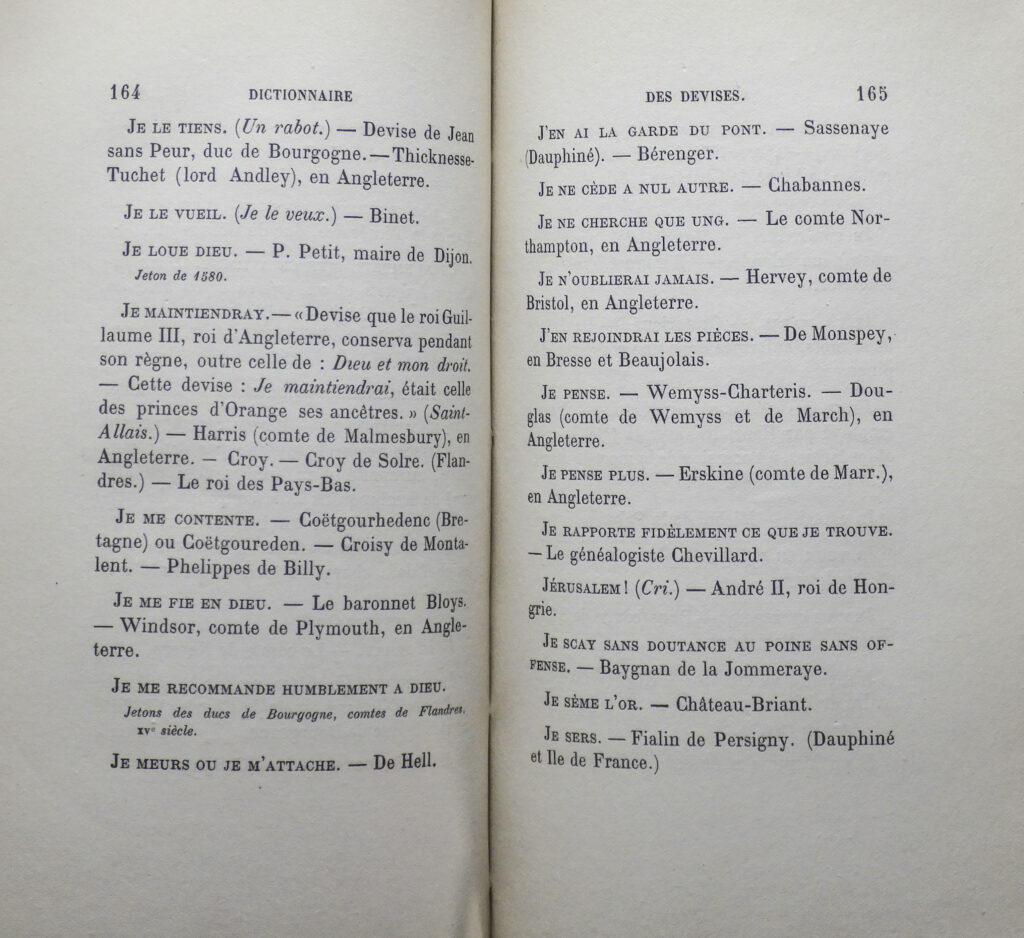 164 DICTIONNAIRE
JE LE TIENS. (Un rabot.) — Devise de Jean
sans Peur, duc de Bourgogne. — Thicknesse-
Tuchet (lord Andley), en Angleterre.
JE LE VUEIL. (Je le veux.) — Binet.
JE LOUE DIEU. — P. Petit, maire de Dijon.
Jeton de 1580.
JE MAINTIENDRAY. — «Devise que le roi Guil-
laume III, roi d'Angleterre, conserva pendant
son règne, outre celle de : Dieu et mon droit.
— Cette devise : Je maintiendrai, était celle
des princes d'Orange ses ancêtres. » (Saint-
Allais.) — Harris (comte de Malmesbury), en
Angleterre. — Croy. — Croy de Solre. (Flan-
dres.) — Le roi des Pays-Bas.
JE ME CONTENTE. — Coëtgourhedenc (Bre-
tagne) ou Coëtgoureden. — Croisy de Monta-
lent. — Phelippes de Billy.
JE ME FIE EN DIEU. — Le baronnet Bloys.
— Windsor, comte de Plymouth, en Angle-
terre.
JE ME RECOMMANDE HUMBLEMENT A DIEU.
Jetons des ducs de Bourgogne, comtes de Flandres.
XVe siècle.
JE MEURS OU JE M'ATTACHE. — De Hell.
DES DEVISES. 165
J'EN AI LA GARDE DU PONT. — Sassenaye
(Dauphiné). — Bérenger.
JE NE CÈDE A NUL AUTRE. — Chabannes.
JE NE CHERCHE QUE UNG. — Le comte Nor-
thampton, en Angleterre.
JE N'OUBLIERAI JAMAIS. — Hervey, comte de
Bristol, en Angleterre.
J'EN REJOINDRAI LES PIÈCES. — De Monspey,
en Bresse et Beaujolais.
JE PENSE. — Wemyss-Charteris. — Dou-
glas (comte de Wemyss et de March), en
Angleterre.
JE PENSE PLUS. — Erskine (comte de Marr.),
en Angleterre.
JE RAPPORTE FIDÈLEMENT CE QUE JE TROUVE.
— Le généalogiste Chevillard.
JÉRUSALEM ! (Cri.) — André II, roi de Hon-
grie.
JE SCAY SANS DOUTANCE AU POINE SANS OF-
FENSE. — Baygnan de la Jommeraye.
JE SÈME L'OR. — Château-Briant.
JE SERS. — Fialin de Persigny. (Dauphiné
et Ile de France.)